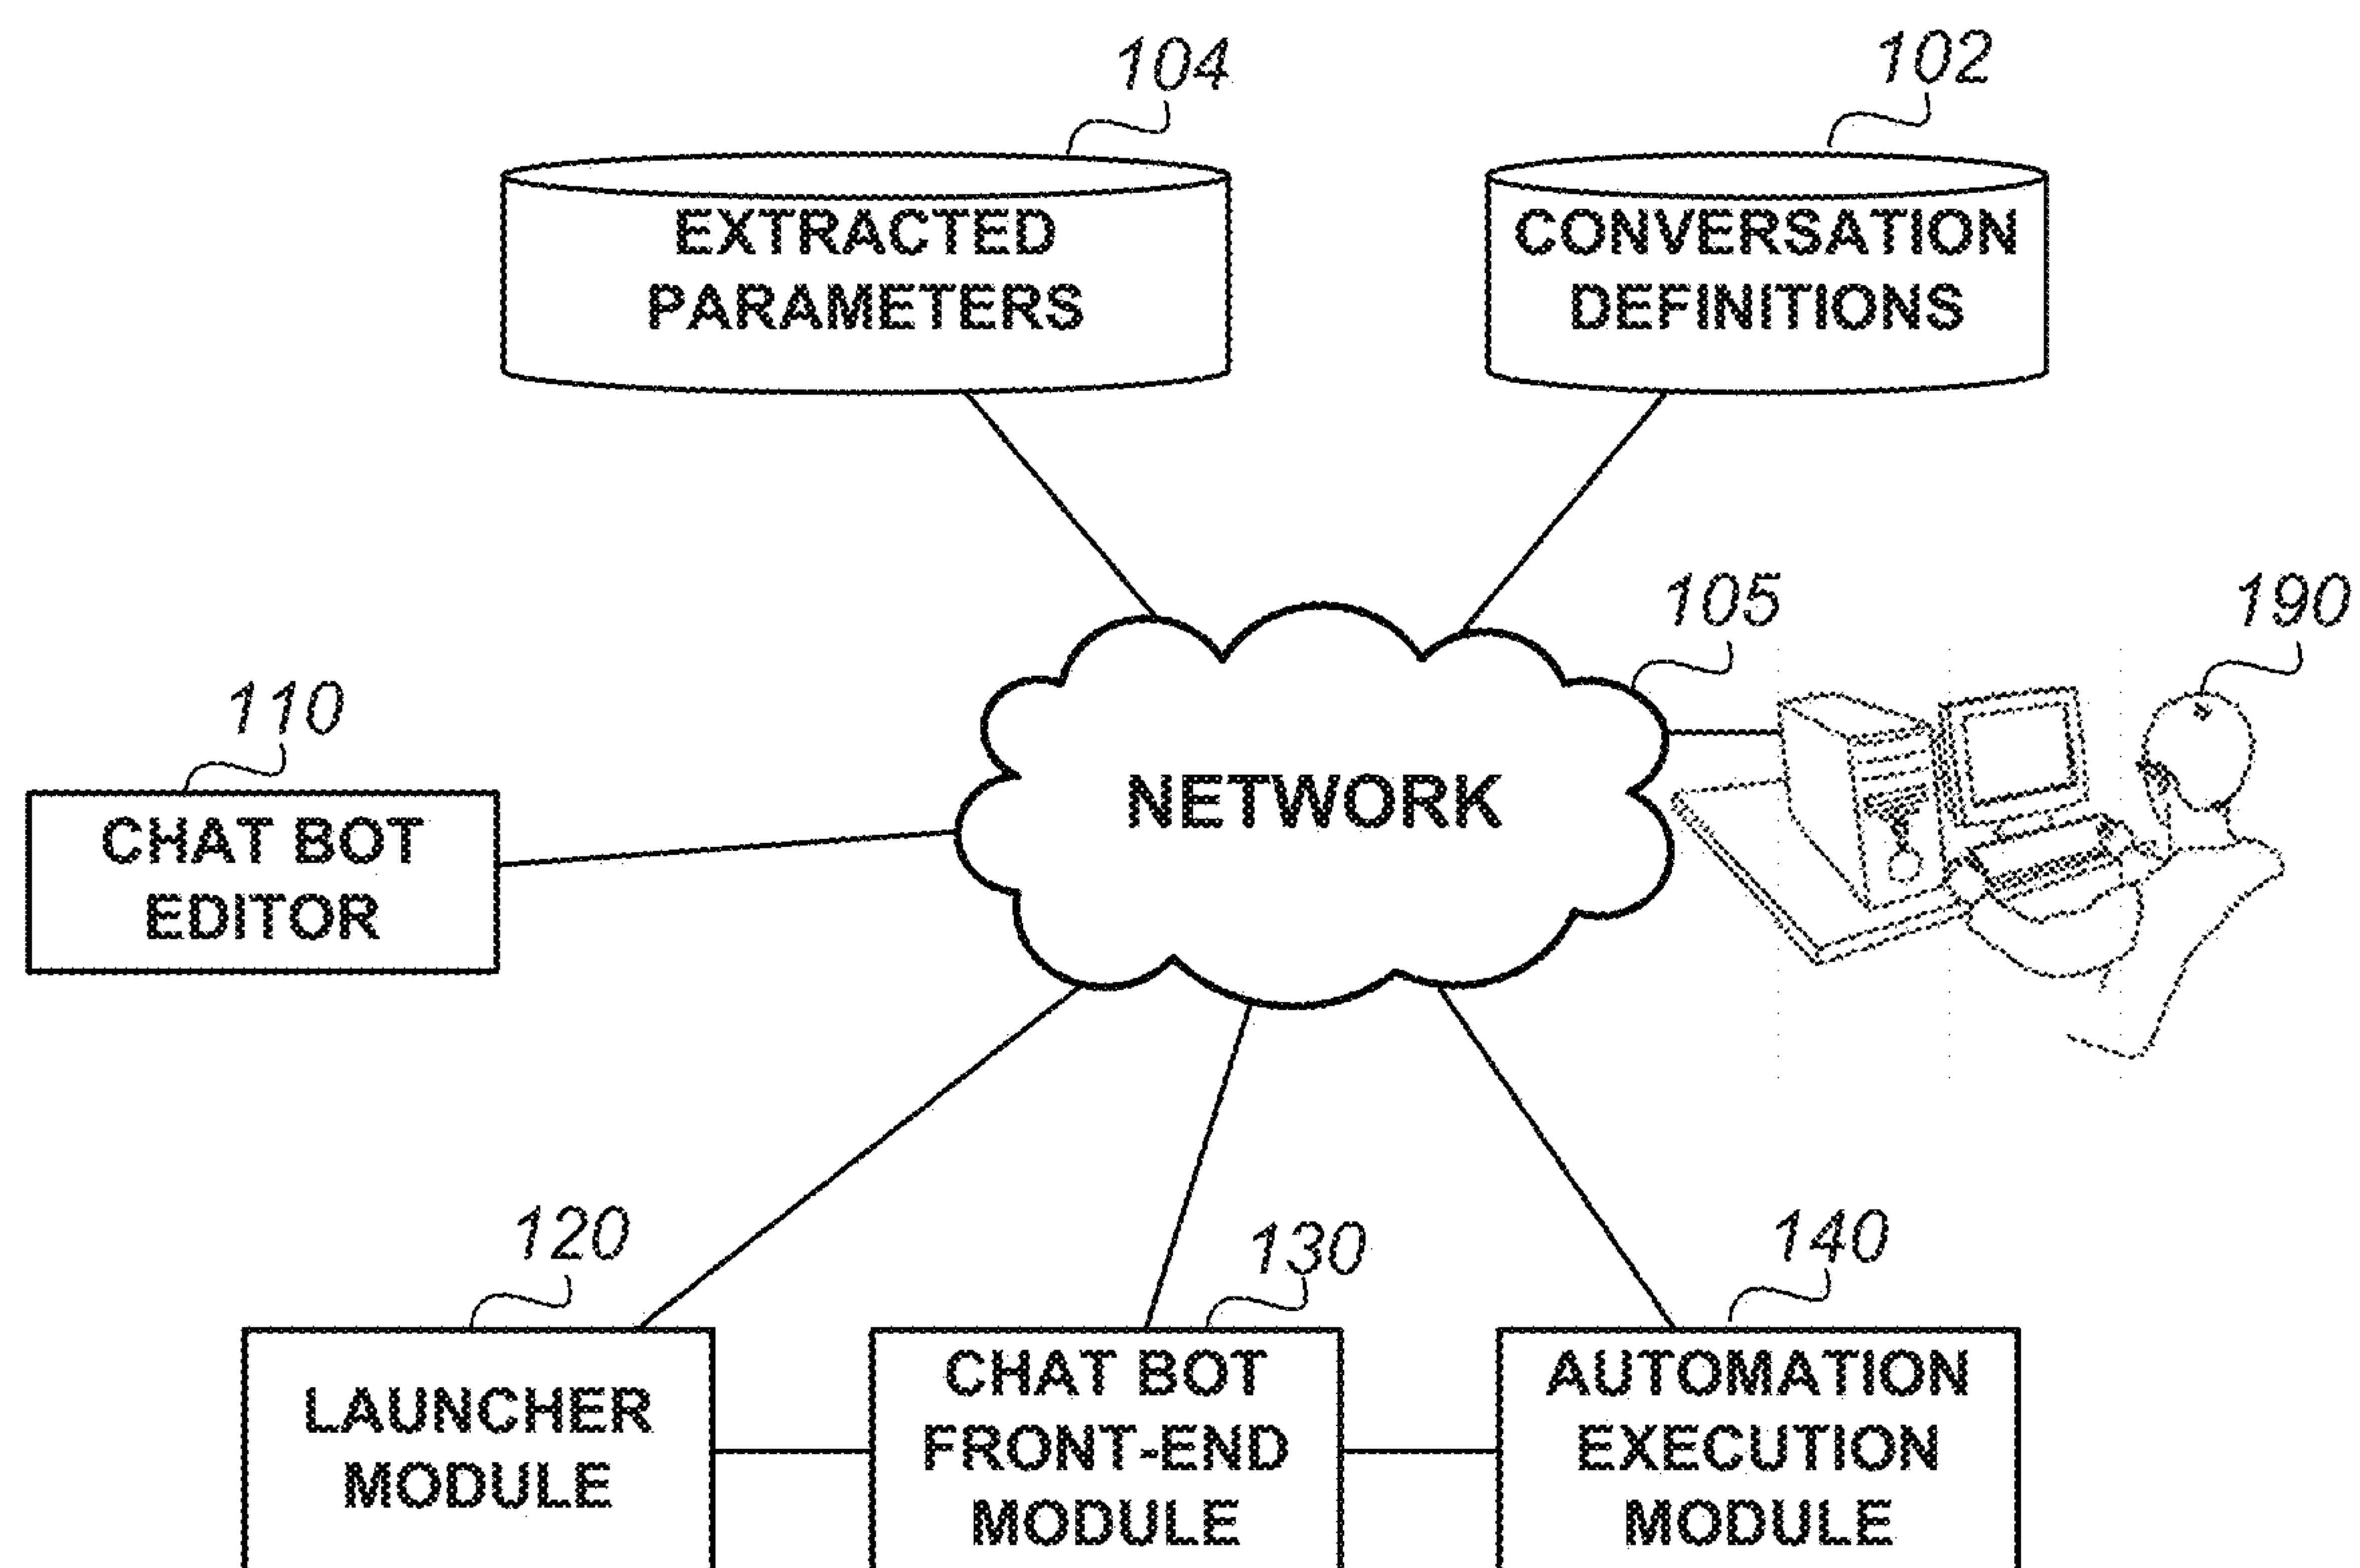 104
102
EXTRACTED
PARAMETERS
CONVERSATION
DEFINITIONS
105
190
110
CHAT BOT
EDITOR
NETWORK
120
130
140
LAUNCHER
MODULE
CHAT BOT
FRONT-END
MODULE
AUTOMATION
EXECUTION
MODULE